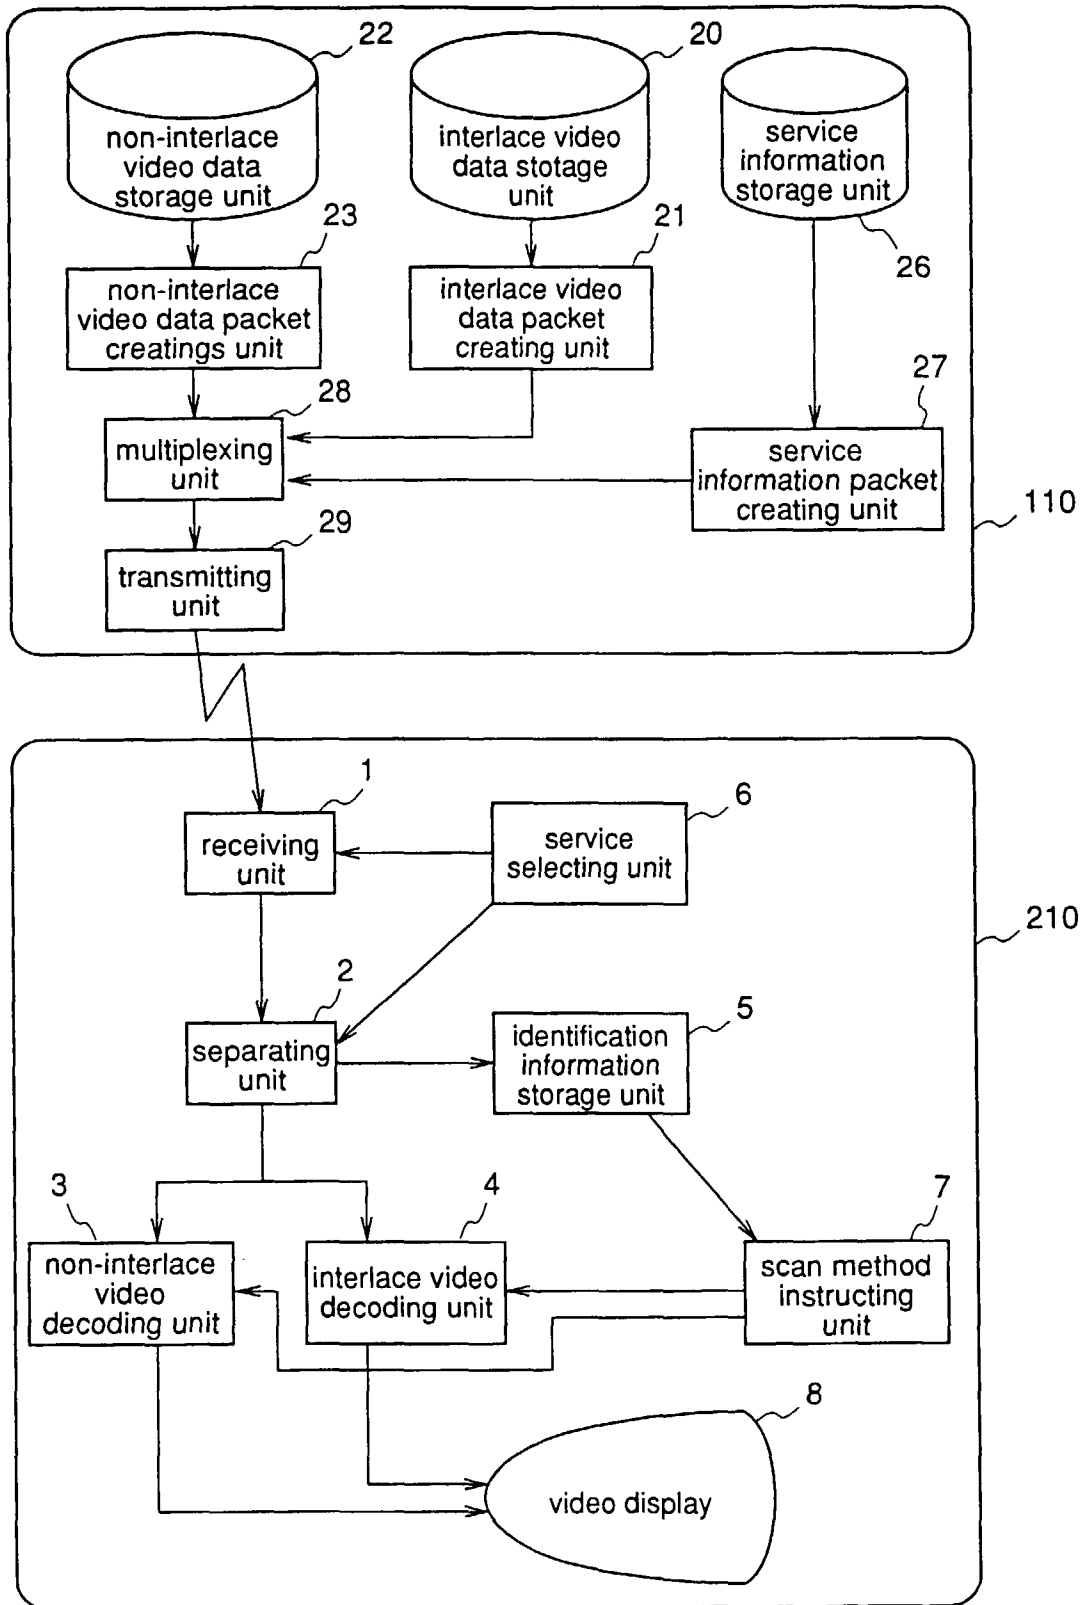 22
20
non-interlace
video data
storage unit
interlace video
data stotage
unit
service
information
storage unit
23
21
26
non-interlace
video data packet
creatings unit
interlace video
data packet
creating unit
28
27
multiplexing
unit
service
information packet
creating unit
110
29
transmitting
unit
1
6
receiving
unit
service
selecting unit
210
2
5
separating
unit
identification
information
storage unit
3
4
7
non-interlace
video
decoding unit
interlace video
decoding unit
scan method
instructing
unit
8
video display